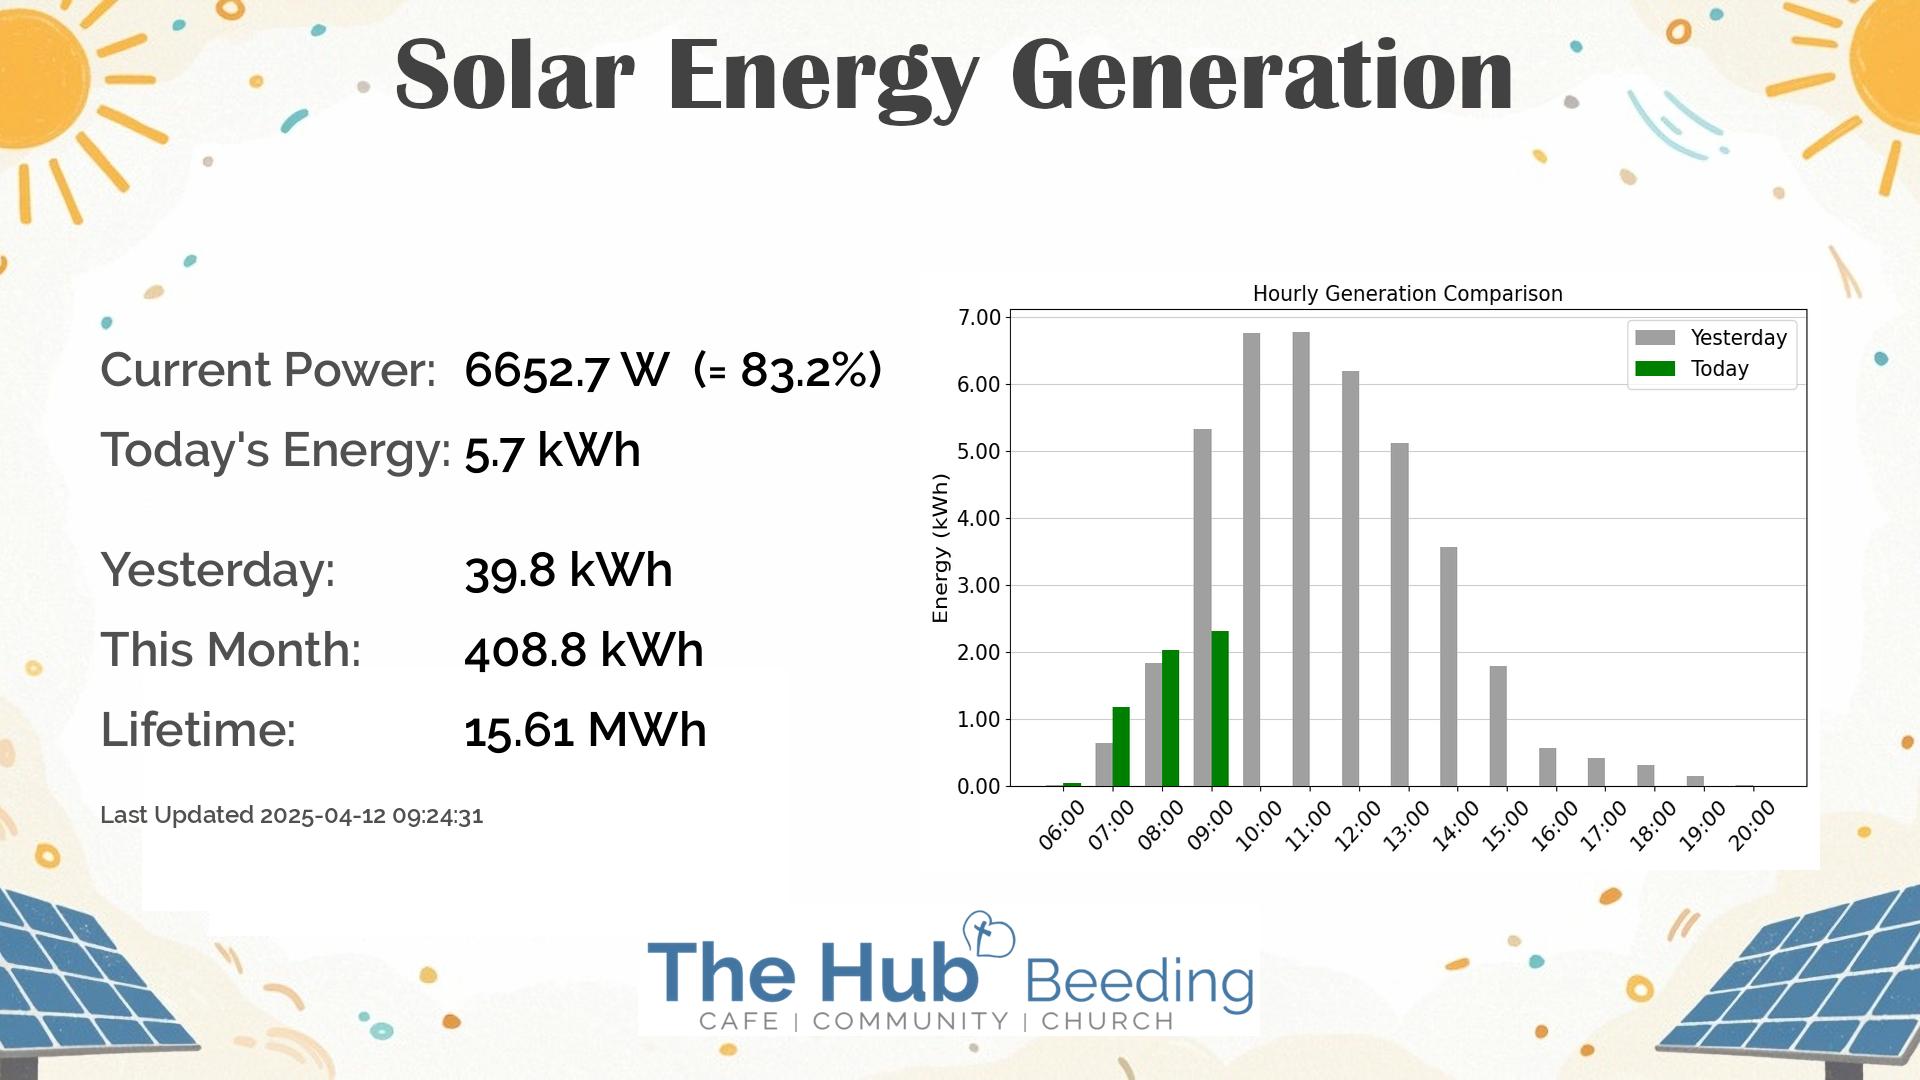 Solar Energy Generation
Current Power: 6652.7 W (= 83.2%)
Today's Energy: 5.7 kWh
Yesterday: 39.8 kWh
This Month: 408.8 kWh
Lifetime: 15.61 MWh
Last Updated 2025-04-12 09:24:31
Hourly Generation Comparison
Yesterday
Today
Energy (kWh)
7.00
6.00
5.00
4.00
3.00
2.00
1.00
0.00
06:00 07:00 08:00 09:00 10:00 11:00 12:00 13:00 14:00 15:00 16:00 17:00 18:00 19:00 20:00
The Hub Beeding
CAFE | COMMUNITY | CHURCH